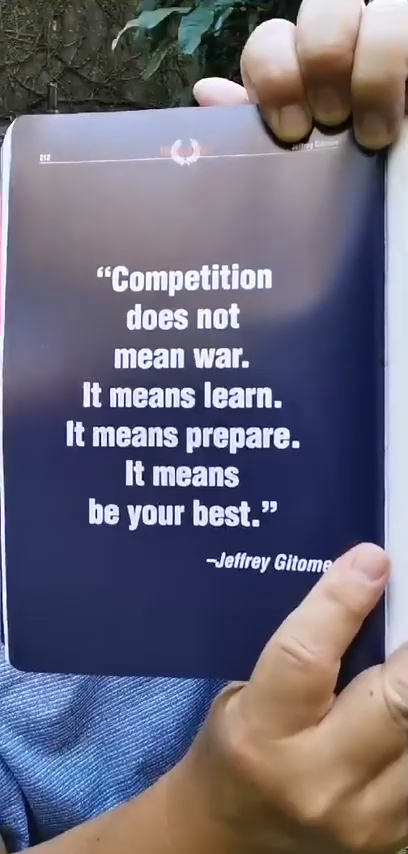 212
Jeffrey Gitome
“Competition
does not
mean war.
It means learn.
It means prepare.
It means
be your best.”
–Jeffrey Gitome